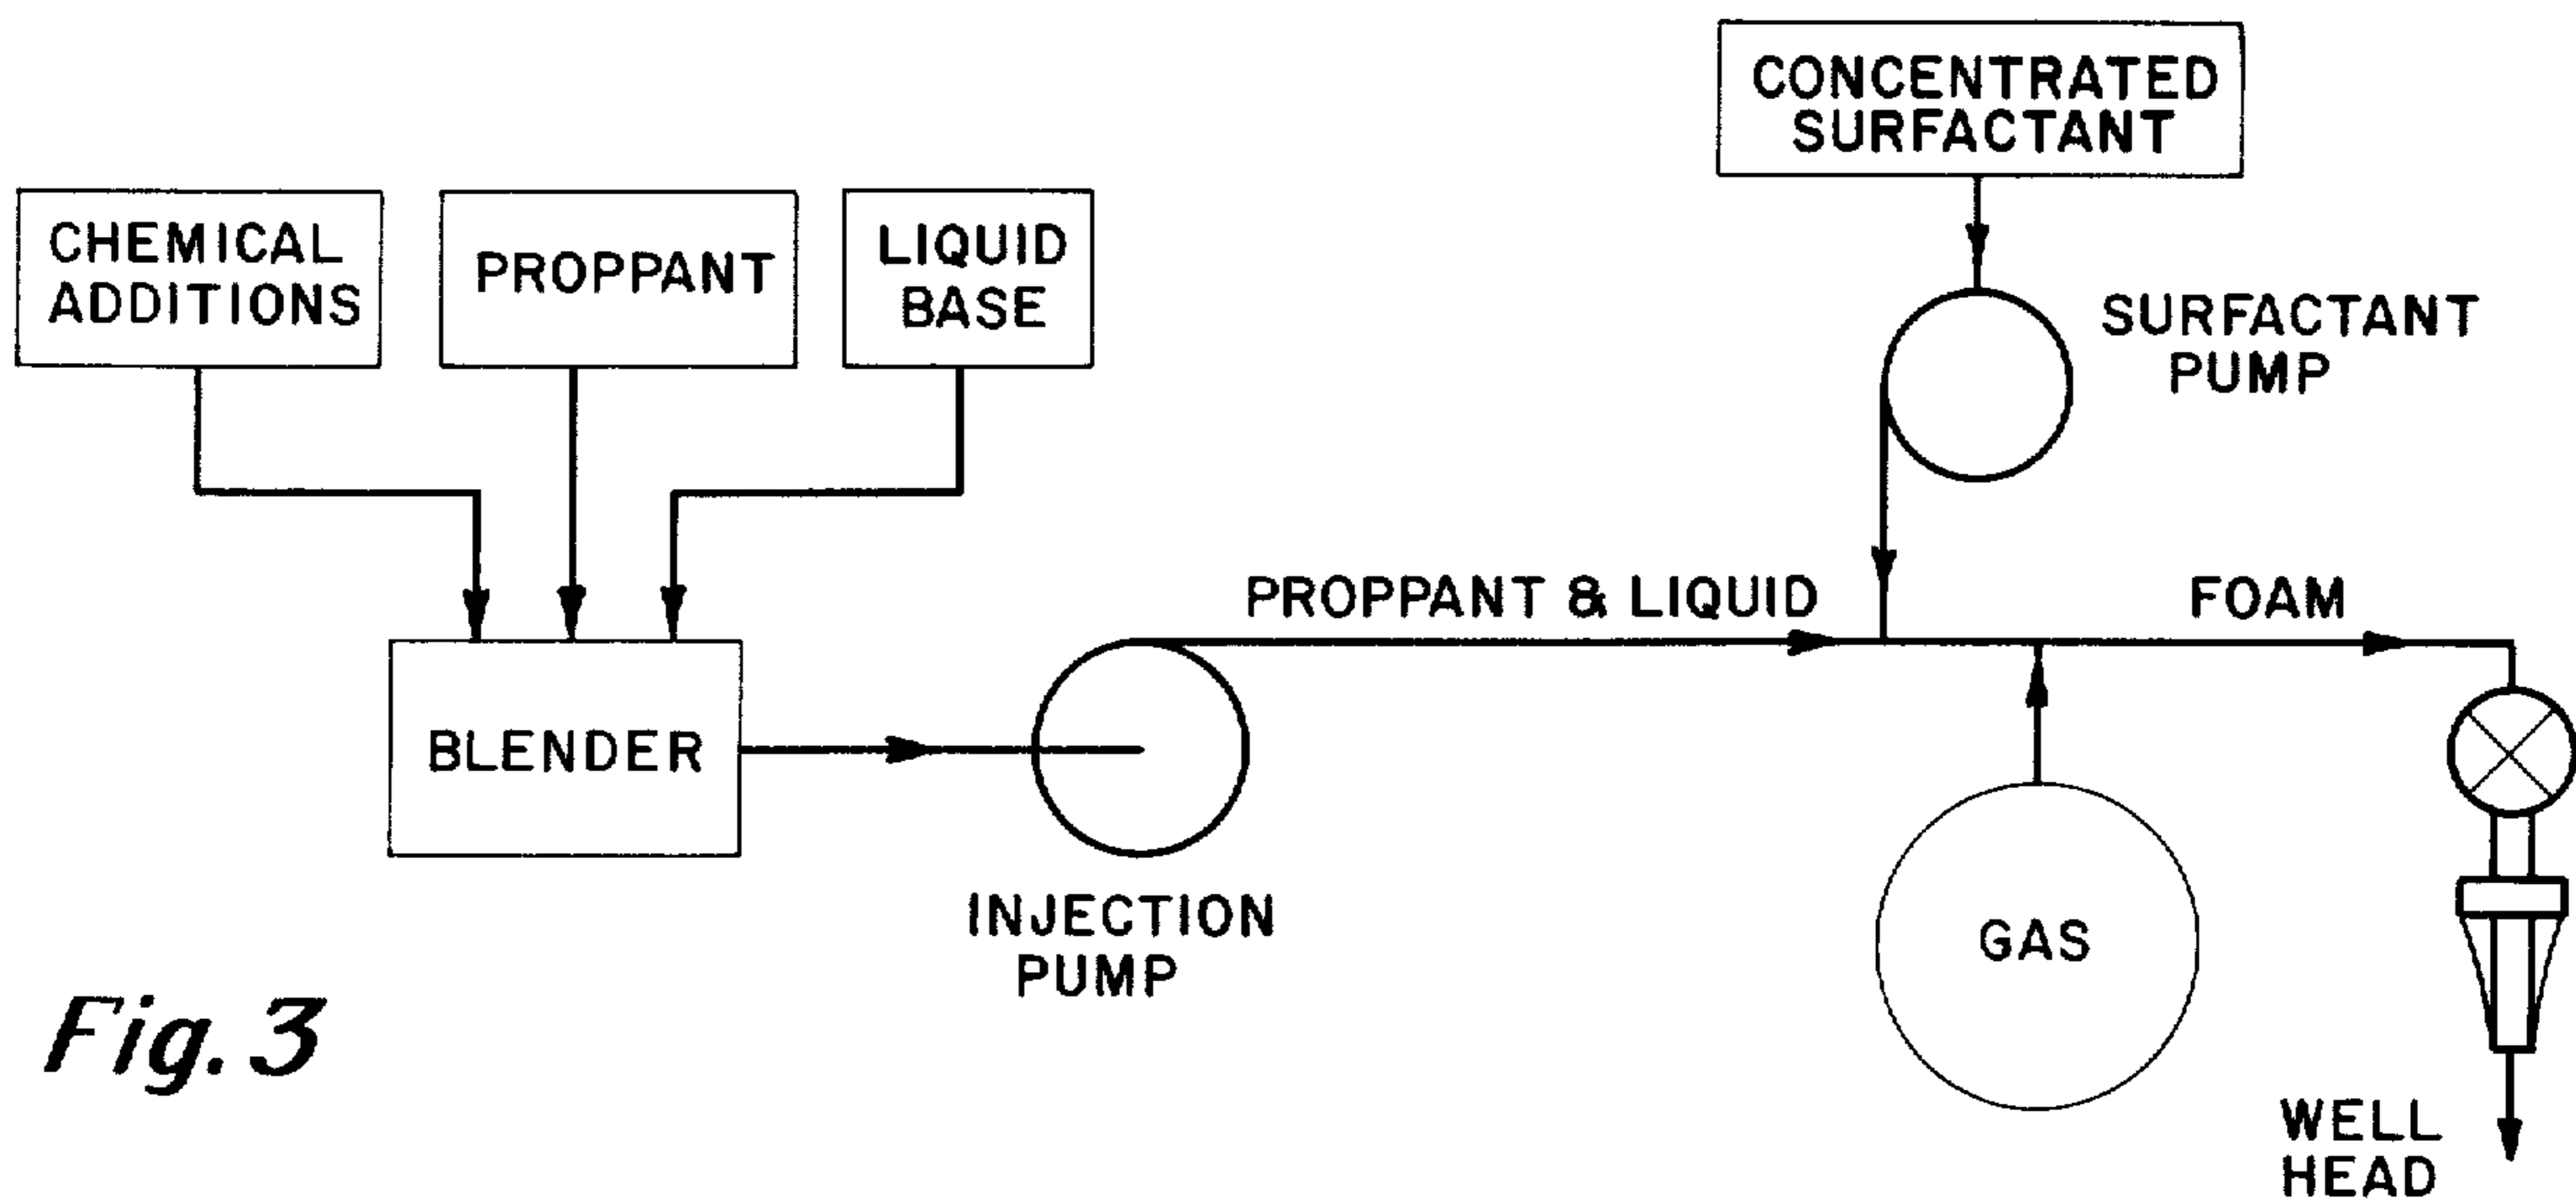 CONCENTRATED
SURFACTANT
CHEMICAL
ADDITIONS
PROPPANT
LIQUID
BASE
SURFACTANT
PUMP
PROPPANT & LIQUID
FOAM
BLENDER
INJECTION
PUMP
GAS
Fig. 3
WELL
HEAD